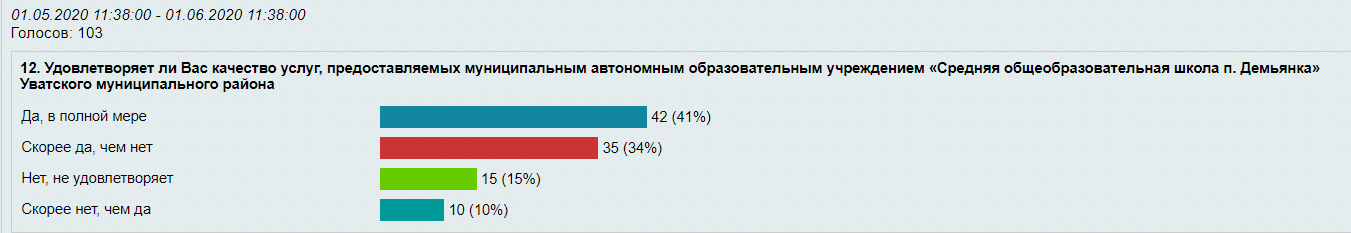 01.05.2020 11:38:00 - 01.06.2020 11:38:00
Голосов: 103
12. Удовлетворяет ли Вас качество услуг, предоставляемых муниципальным автономным образовательным учреждением «Средняя общеобразовательная школа п. Демьянка»
Уватского муниципального района
Да, в полной мере 42 (41%)
Скорее да, чем нет 35 (34%)
Нет, не удовлетворяет 15 (15%)
Скорее нет, чем да 10 (10%)